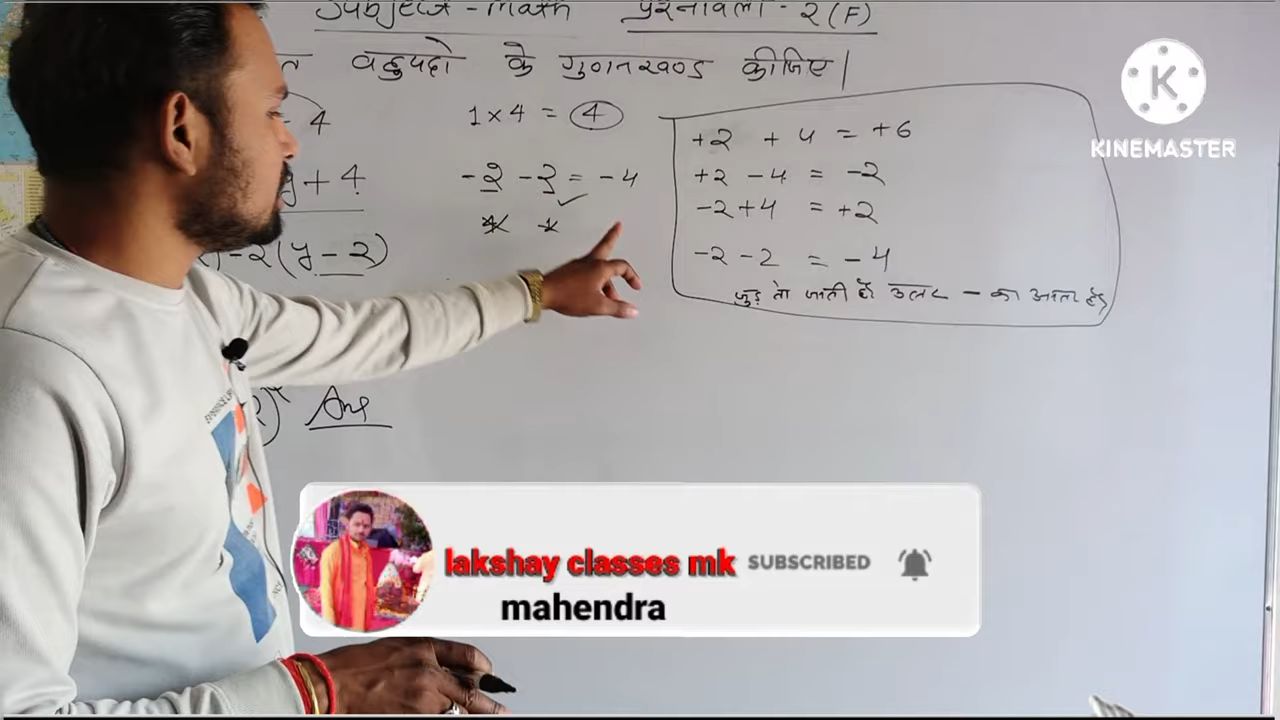 Subject - Math प्रश्नावली - 2 (F)
बहुपदो के गुणनखण्ड कीजिए|
4
1 × 4 = 4
y + 4
-2 -2 = -4
) - 2 (y - 2)
2)² Ans
+2 + 4 = +6
+2 - 4 = -2
-2 + 4 = +2
-2 - 2 = -4
जुड़ तो जाती है उलट - का आता है
K
KINEMASTER
lakshay classes mk SUBSCRIBED
mahendra